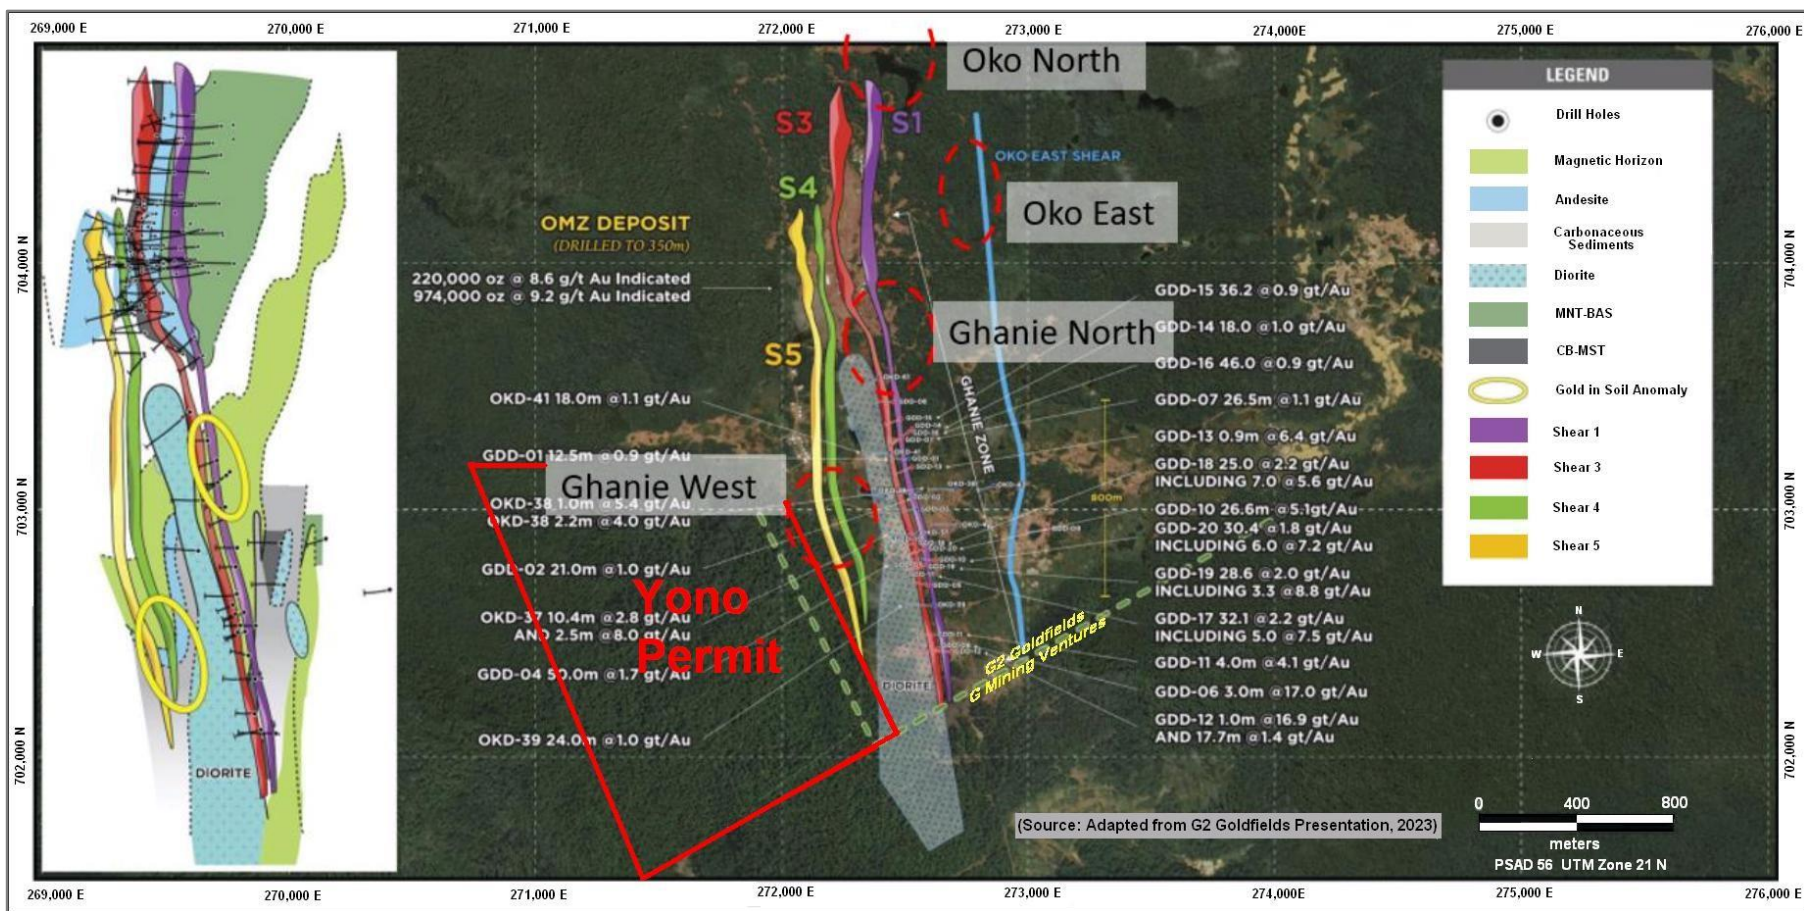 269,000 E
270,000 E
271,000 E
272,000 E
273,000 E
274,000E
275,000 E
276,000 E
Oko North
S3
S1
OKO EAST SHEAR
S4
Oko East
OMZ DEPOSIT
(DRILLED TO 350m)
220,000 oz @ 8.6 g/t Au Indicated
974,000 oz @ 9.2 g/t Au Indicated
Ghanie North
S5
GHANIE ZONE
OKD-41 18.0m @1.1 gt/Au
GDD-01 12.5m @0.9 gt/Au
Ghanie West
OKD-38 1.0m @5.4 gt/Au
OKD-38 2.2m @4.0 gt/Au
GDD-02 21.0m @1.0 gt/Au
OKD-37 10.4m @2.8 gt/Au
AND 2.5m @8.0 gt/Au
GDD-04 50.0m @1.7 gt/Au
OKD-39 24.0m @1.0 gt/Au
Yono
Permit
GDD-15 36.2 @0.9 gt/Au
GDD-14 18.0 @1.0 gt/Au
GDD-16 46.0 @0.9 gt/Au
GDD-07 26.5m @1.1 gt/Au
GDD-13 0.9m @6.4 gt/Au
GDD-18 25.0 @2.2 gt/Au
INCLUDING 7.0 @5.6 gt/Au
GDD-10 26.6m @5.1gt/Au
GDD-20 30.4 @1.8 gt/Au
INCLUDING 6.0 @7.2 gt/Au
GDD-19 28.6 @2.0 gt/Au
INCLUDING 3.3 @8.8 gt/Au
GDD-17 32.1 @2.2 gt/Au
INCLUDING 5.0 @7.5 gt/Au
GDD-11 4.0m @4.1 gt/Au
GDD-06 3.0m @17.0 gt/Au
GDD-12 1.0m @16.9 gt/Au
AND 17.7m @1.4 gt/Au
800m
G2 Goldfields
G Mining Ventures
DIORITE
DIORITE
LEGEND
Drill Holes
Magnetic Horizon
Andesite
Carbonaceous
Sediments
Diorite
MNT-BAS
CB-MST
Gold in Soil Anomaly
Shear 1
Shear 3
Shear 4
Shear 5
N
W
E
S
(Source: Adapted from G2 Goldfields Presentation, 2023)
0 400 800
meters
PSAD 56 UTM Zone 21 N
704,000 N
703,000 N
702,000 N
704,000 N
703,000 N
702,000 N
269,000 E
270,000 E
271,000 E
272,000 E
273,000 E
274,000 E
275,000 E
276,000 E